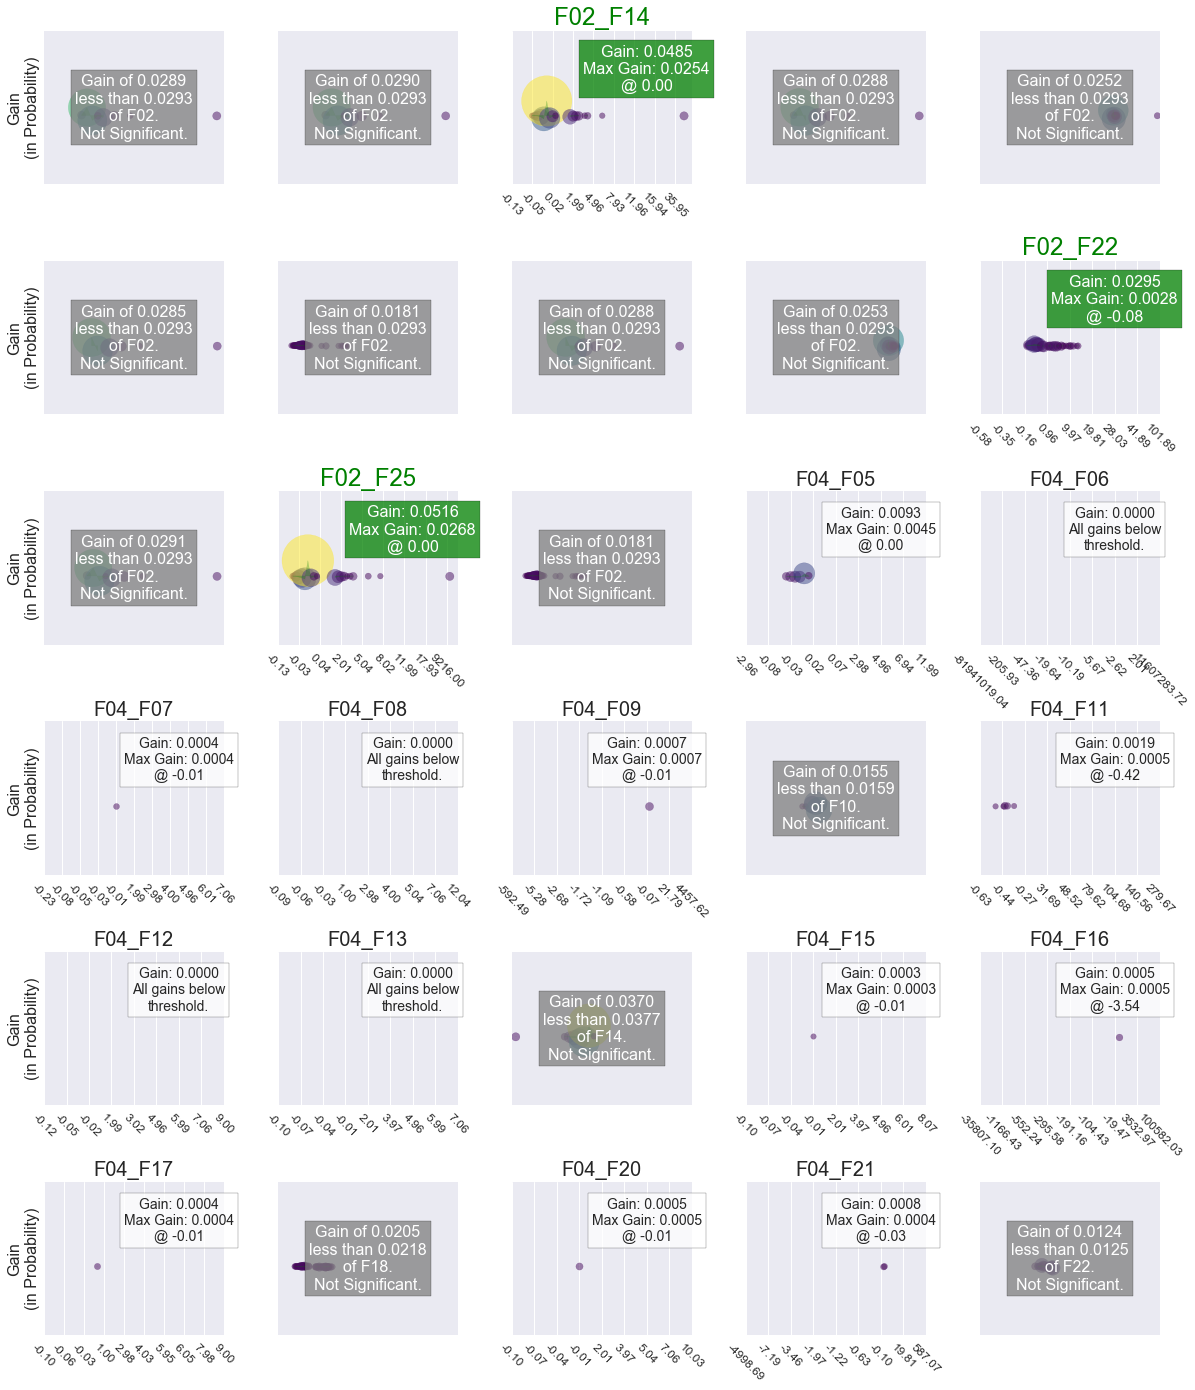 F02_F14
Gain
(in Probability)
Gain of 0.0289
less than 0.0293
of F02.
Not Significant.
Gain of 0.0290
less than 0.0293
of F02.
Not Significant.
Gain: 0.0485
Max Gain: 0.0254
@ 0.00
Gain of 0.0288
less than 0.0293
of F02.
Not Significant.
Gain of 0.0252
less than 0.0293
of F02.
Not Significant.
-0.13 -0.05 0.02 1.99 4.96 7.93 11.96 15.94 35.95
F02_F22
Gain
(in Probability)
Gain of 0.0285
less than 0.0293
of F02.
Not Significant.
Gain of 0.0181
less than 0.0293
of F02.
Not Significant.
Gain of 0.0288
less than 0.0293
of F02.
Not Significant.
Gain of 0.0253
less than 0.0293
of F02.
Not Significant.
Gain: 0.0295
Max Gain: 0.0028
@ -0.08
-0.58 -0.35 -0.16 0.96 9.97 19.81 28.03 41.89 101.89
F02_F25
F04_F05
F04_F06
Gain
(in Probability)
Gain of 0.0291
less than 0.0293
of F02.
Not Significant.
Gain: 0.0516
Max Gain: 0.0268
@ 0.00
Gain of 0.0181
less than 0.0293
of F02.
Not Significant.
Gain: 0.0093
Max Gain: 0.0045
@ 0.00
Gain: 0.0000
All gains below
threshold.
-0.13 -0.03 0.04 2.01 5.04 8.02 11.99 17.93 9216.00
-2.96 -0.08 -0.03 0.02 0.07 2.98 4.96 6.94 11.99
-81941019.04 -205.93 -47.36 -19.64 -10.19 -5.67 -2.62 2.01 11607283.72
F04_F07
F04_F08
F04_F09
F04_F11
Gain
(in Probability)
Gain: 0.0004
Max Gain: 0.0004
@ -0.01
Gain: 0.0000
All gains below
threshold.
Gain: 0.0007
Max Gain: 0.0007
@ -0.01
Gain of 0.0155
less than 0.0159
of F10.
Not Significant.
Gain: 0.0019
Max Gain: 0.0005
@ -0.42
-0.23 -0.08 -0.05 -0.03 -0.01 1.99 2.98 4.00 4.96 6.01 7.06
-0.09 -0.06 -0.03 1.00 2.98 4.00 5.04 7.06 12.04
-592.49 -5.28 -2.68 -1.72 -1.09 -0.58 -0.07 21.79 4457.62
-0.63 -0.44 -0.27 31.69 48.52 79.62 104.68 140.56 279.67
F04_F12
F04_F13
F04_F15
F04_F16
Gain
(in Probability)
Gain: 0.0000
All gains below
threshold.
Gain: 0.0000
All gains below
threshold.
Gain of 0.0370
less than 0.0377
of F14.
Not Significant.
Gain: 0.0003
Max Gain: 0.0003
@ -0.01
Gain: 0.0005
Max Gain: 0.0005
@ -3.54
-0.12 -0.05 -0.02 1.99 3.02 4.96 5.99 7.06 9.00
-0.10 -0.07 -0.04 -0.01 2.01 3.97 4.96 5.99 7.06
-0.10 -0.07 -0.04 -0.01 2.01 3.97 4.96 6.01 8.07
-35807.10 -1166.43 -552.24 -295.58 -191.16 -104.43 -19.47 3532.97 100582.03
F04_F17
F04_F20
F04_F21
Gain
(in Probability)
Gain: 0.0004
Max Gain: 0.0004
@ -0.01
Gain of 0.0205
less than 0.0218
of F18.
Not Significant.
Gain: 0.0005
Max Gain: 0.0005
@ -0.01
Gain: 0.0008
Max Gain: 0.0004
@ -0.03
Gain of 0.0124
less than 0.0125
of F22.
Not Significant.
-0.10 -0.06 -0.03 1.00 2.98 4.03 5.95 6.05 7.98 9.00
-0.10 -0.07 -0.04 -0.01 2.01 3.97 5.04 7.06 10.03
-4998.69 -7.19 -3.46 -1.97 -1.22 -0.63 -0.10 19.81 587.07